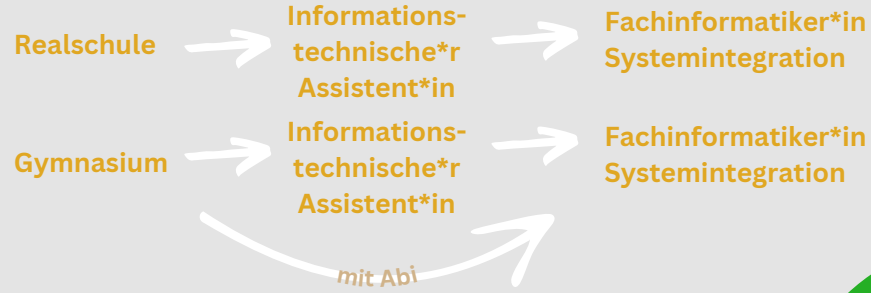 Realschule
Informations-
technische*r
Assistent*in
Fachinformatiker*in
Systemintegration
Gymnasium
Informations-
technische*r
Assistent*in
Fachinformatiker*in
Systemintegration
mit Abi